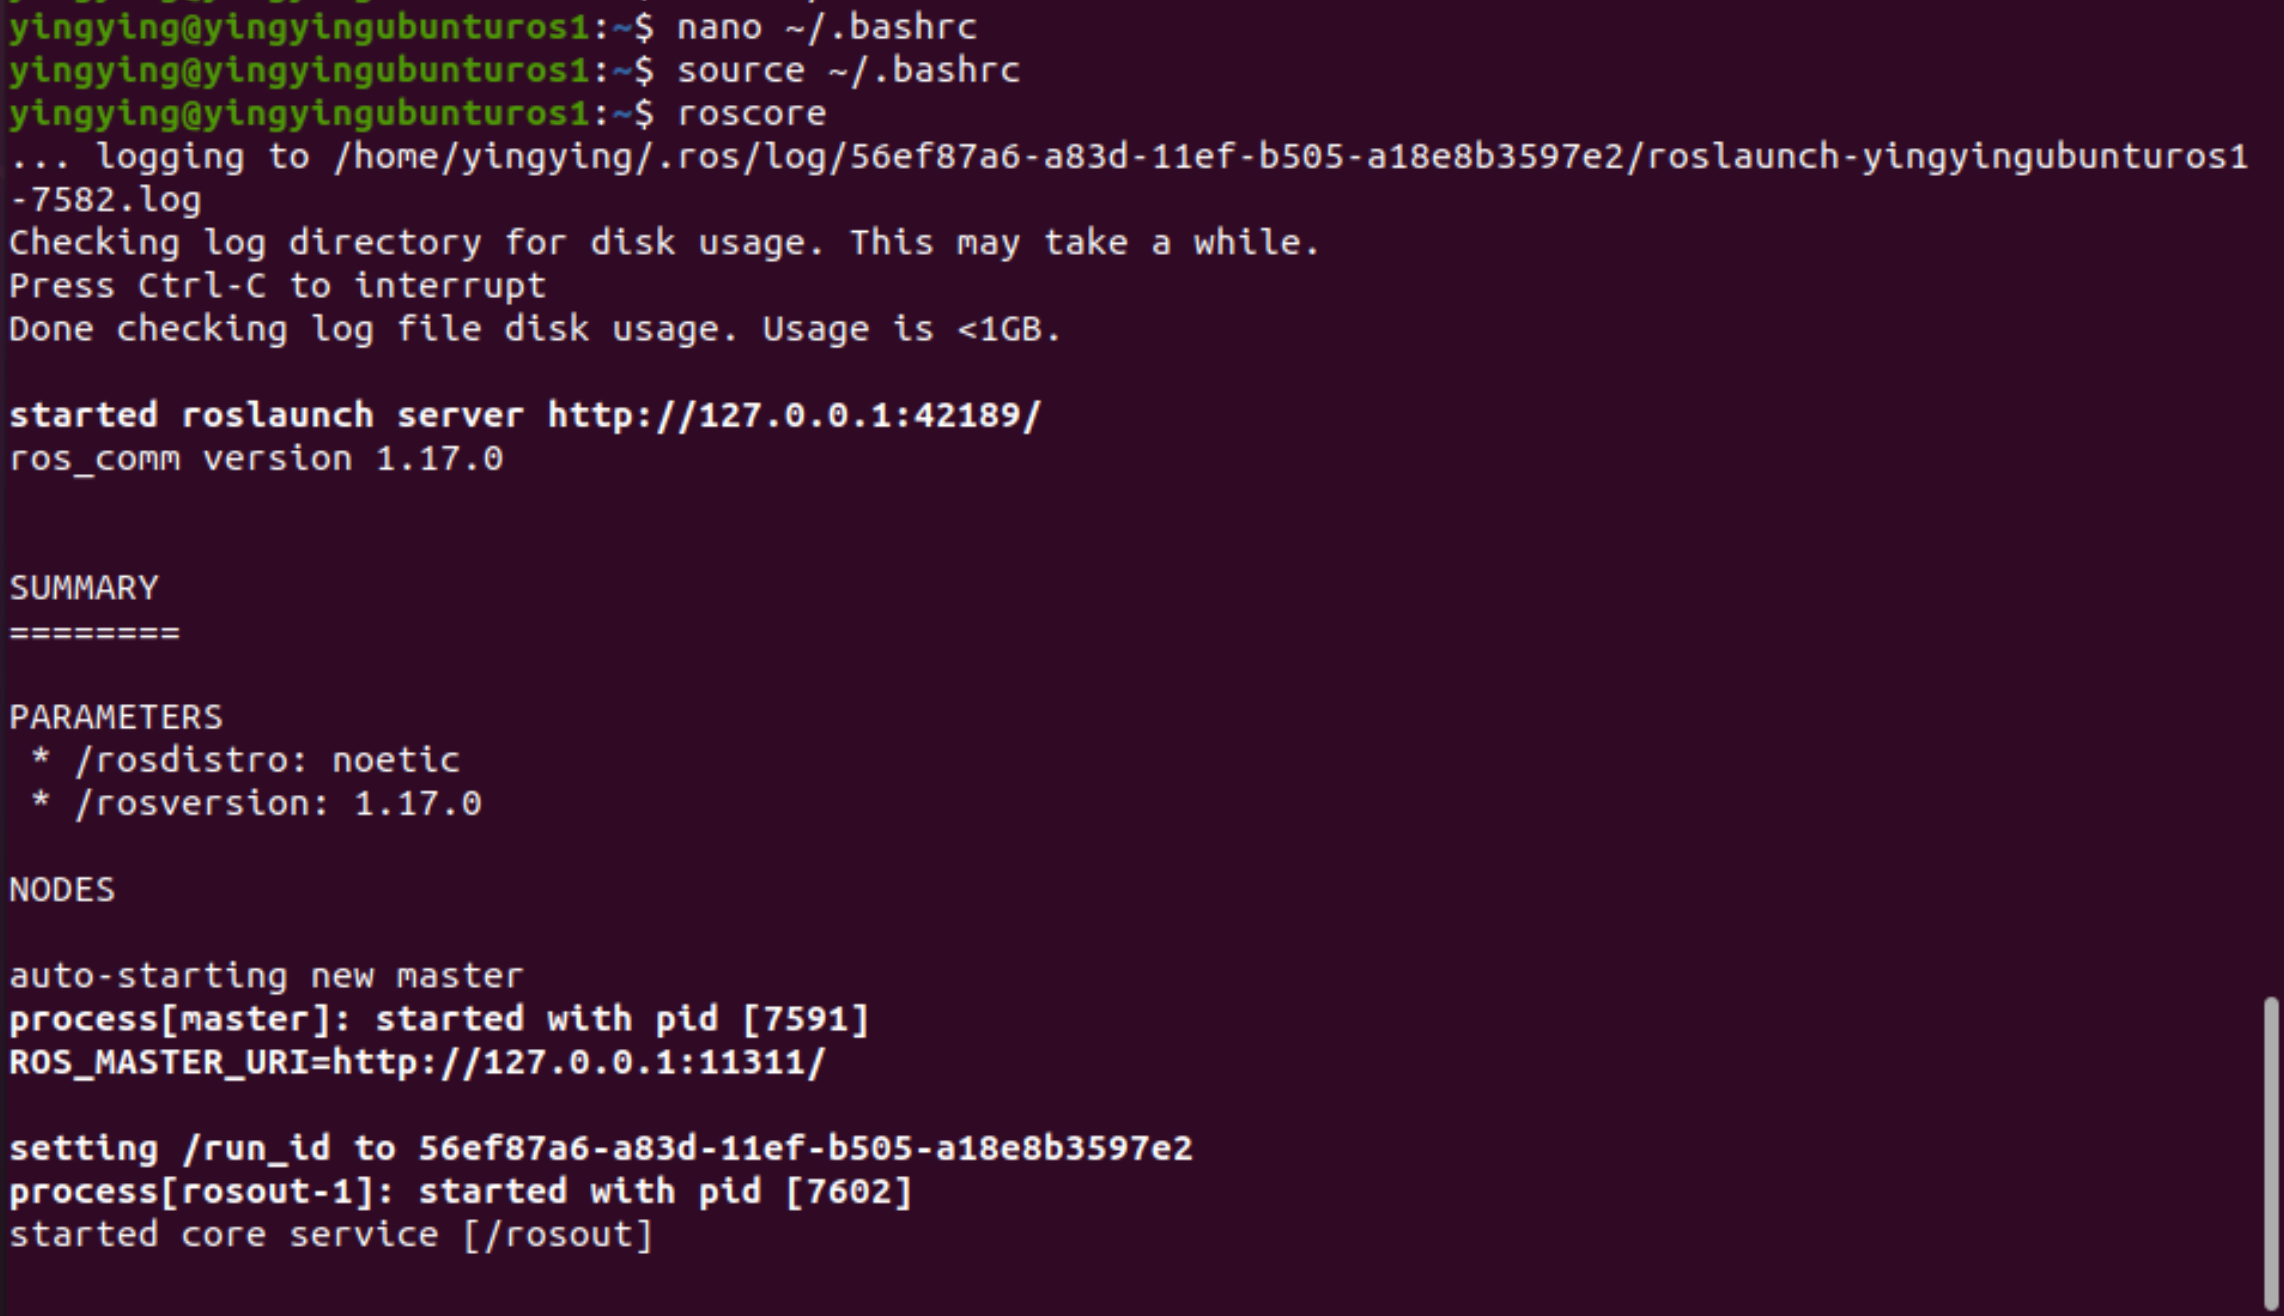 yingying@yingyingubunturos1:~$ nano ~/.bashrc
yingying@yingyingubunturos1:~$ source ~/.bashrc
yingying@yingyingubunturos1:~$ roscore
... logging to /home/yingying/.ros/log/56ef87a6-a83d-11ef-b505-a18e8b3597e2/roslaunch-yingyingubunturos1
-7582.log
Checking log directory for disk usage. This may take a while.
Press Ctrl-C to interrupt
Done checking log file disk usage. Usage is <1GB.

started roslaunch server http://127.0.0.1:42189/
ros_comm version 1.17.0

SUMMARY
========

PARAMETERS
 * /rosdistro: noetic
 * /rosversion: 1.17.0

NODES

auto-starting new master
process[master]: started with pid [7591]
ROS_MASTER_URI=http://127.0.0.1:11311/

setting /run_id to 56ef87a6-a83d-11ef-b505-a18e8b3597e2
process[rosout-1]: started with pid [7602]
started core service [/rosout]